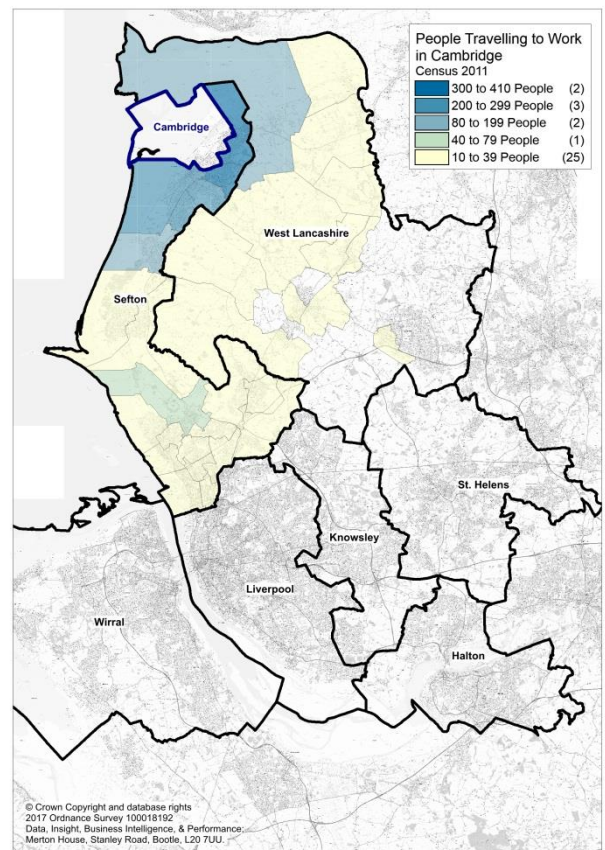 People Travelling to Work
in Cambridge
Census 2011
300 to 410 People (2)
200 to 299 People (3)
80 to 199 People (2)
40 to 79 People (1)
10 to 39 People (25)
Cambridge
West Lancashire
Sefton
St. Helens
Knowsley
Liverpool
Wirral
Halton
© Crown Copyright and database rights
2017 Ordnance Survey 100018192
Data, Insight, Business Intelligence, & Performance;
Merton House, Stanley Road, Bootle, L20 7UU.